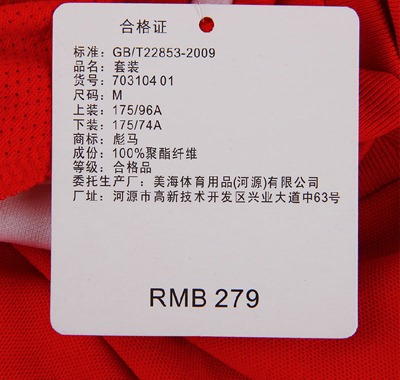 合格证
标准：GB/T22853-2009
品名：套装
货号：70310401
尺码：M
上装：175/96A
下装：175/74A
商标：彪马
成份：100%聚酯纤维
等级：合格品
委托生产厂：美海体育用品(河源)有限公司
厂址：河源市高新技术开发区兴业大道中63号
RMB 279